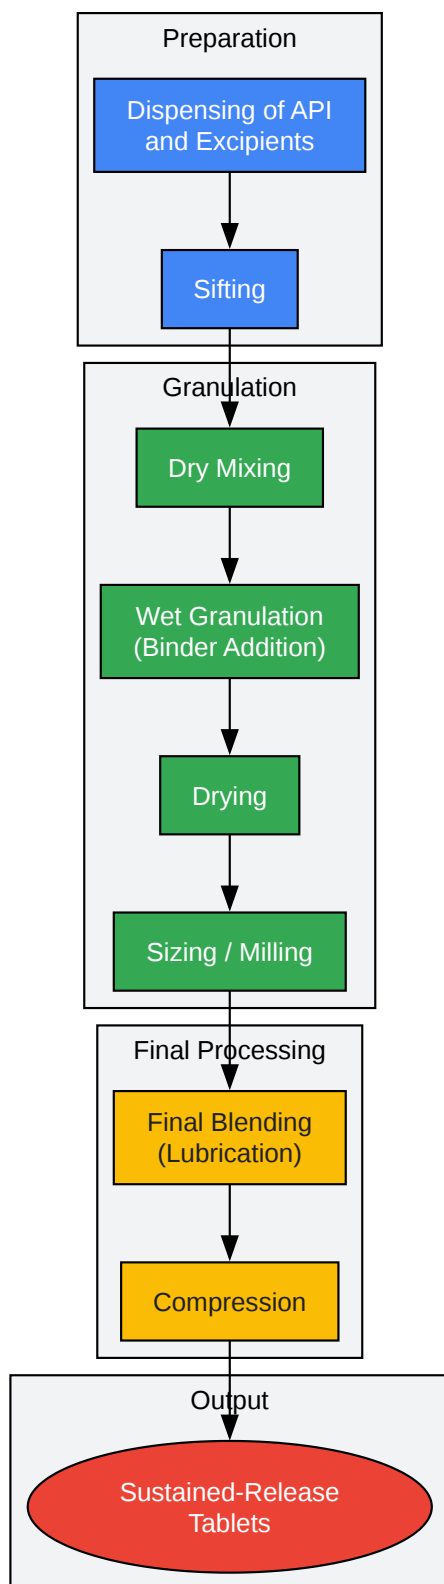 Preparation
Dispensing of API
and Excipients
Sifting
Granulation
Dry Mixing
Wet Granulation
(Binder Addition)
Drying
Sizing / Milling
Final Processing
Final Blending
(Lubrication)
Compression
Output
Sustained-Release
Tablets